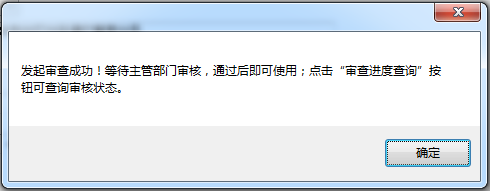 发起审查成功！等待主管部门审核，通过后即可使用；点击“审查进度查询”按
钮可查询审核状态。
确定